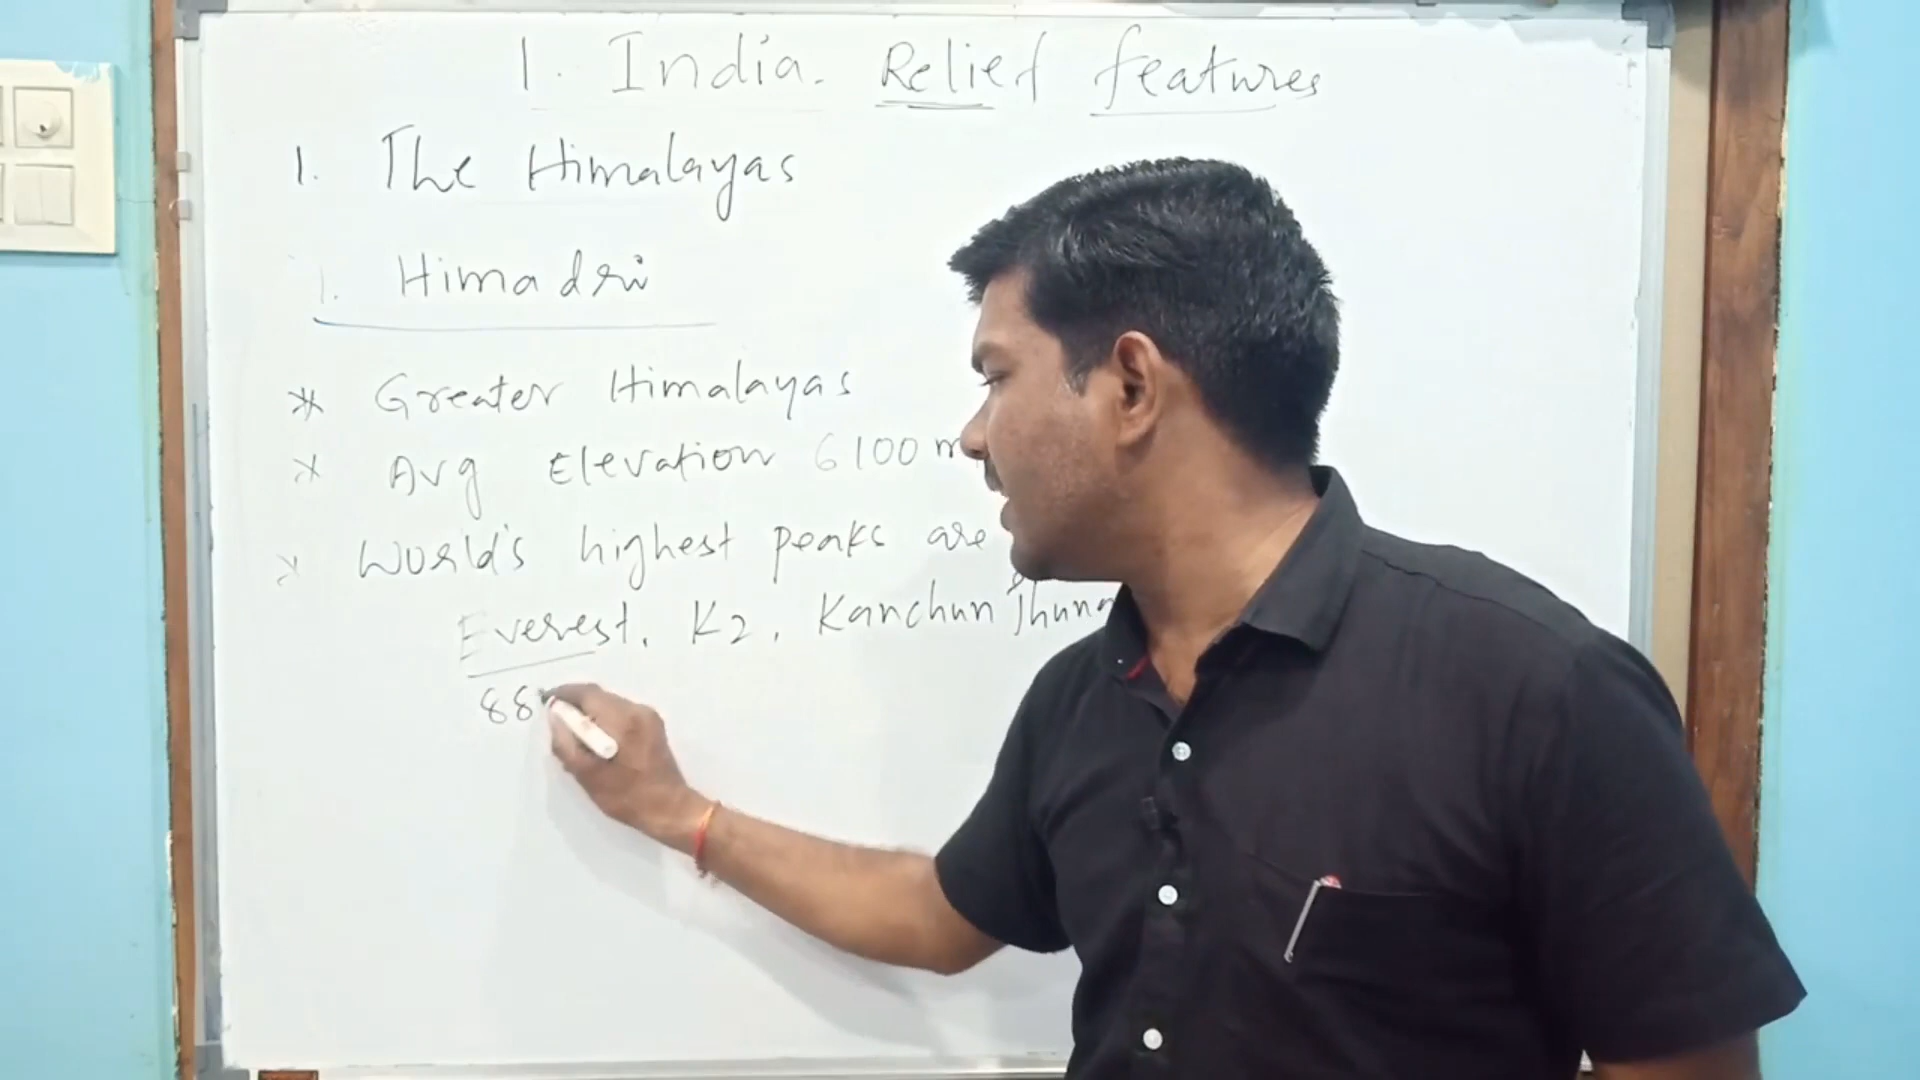 1. India. Relief features
1. The Himalayas
1. Himadri
* Greater Himalayas
* Avg Elevation 6100 m
* World's highest peaks are
Everest, K2, Kanchunjhuna
88